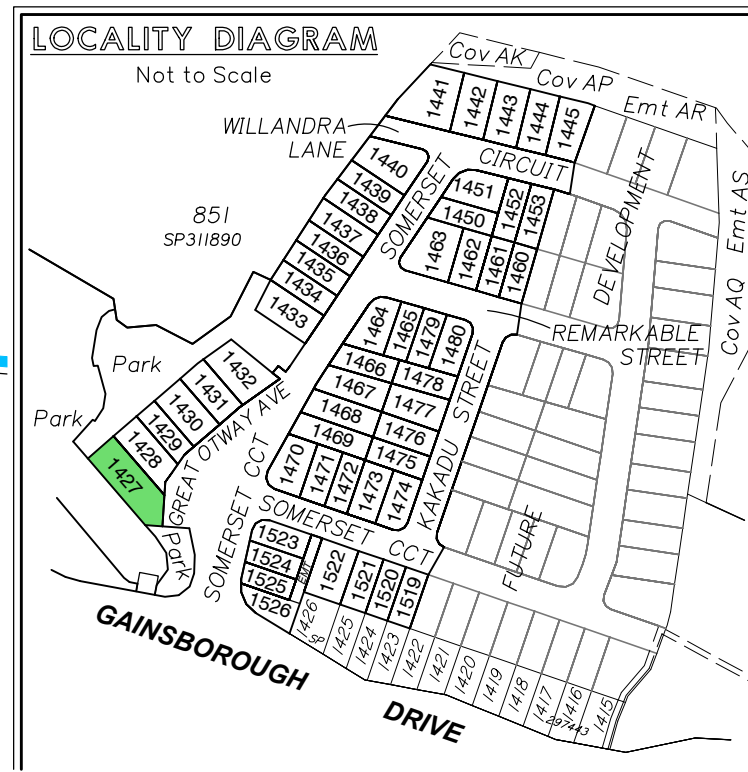 LOCALITY DIAGRAM
Not to Scale
Cov AK
Cov AP
Emt AR
Emt AS
Cov AQ
1441
1442
1443
1444
1445
WILLANDRA
LANE
SOMERSET
CIRCUIT
DEVELOPMENT
1440
1439
1438
1437
1436
1435
1434
1433
851
SP311890
1451
1450
1452
1453
1463
1462
1461
1460
REMARKABLE
STREET
1464
1465
1479
1480
1466
1478
1467
1477
1468
1476
1469
1475
1470
1471
1472
1473
1474
KAKADU STREET
Park
Park
1432
1431
1430
1429
1428
1427
GREAT OTWAY AVE
SOMERSET CCT
SOMERSET CCT
Park
FUTURE
1523
1524
1525
1526
EMT
1522
1521
1520
1519
1426
SP
1425
1424
1423
1422
1421
1420
1419
1418
1417
1416
297443
1415
GAINSBOROUGH
DRIVE